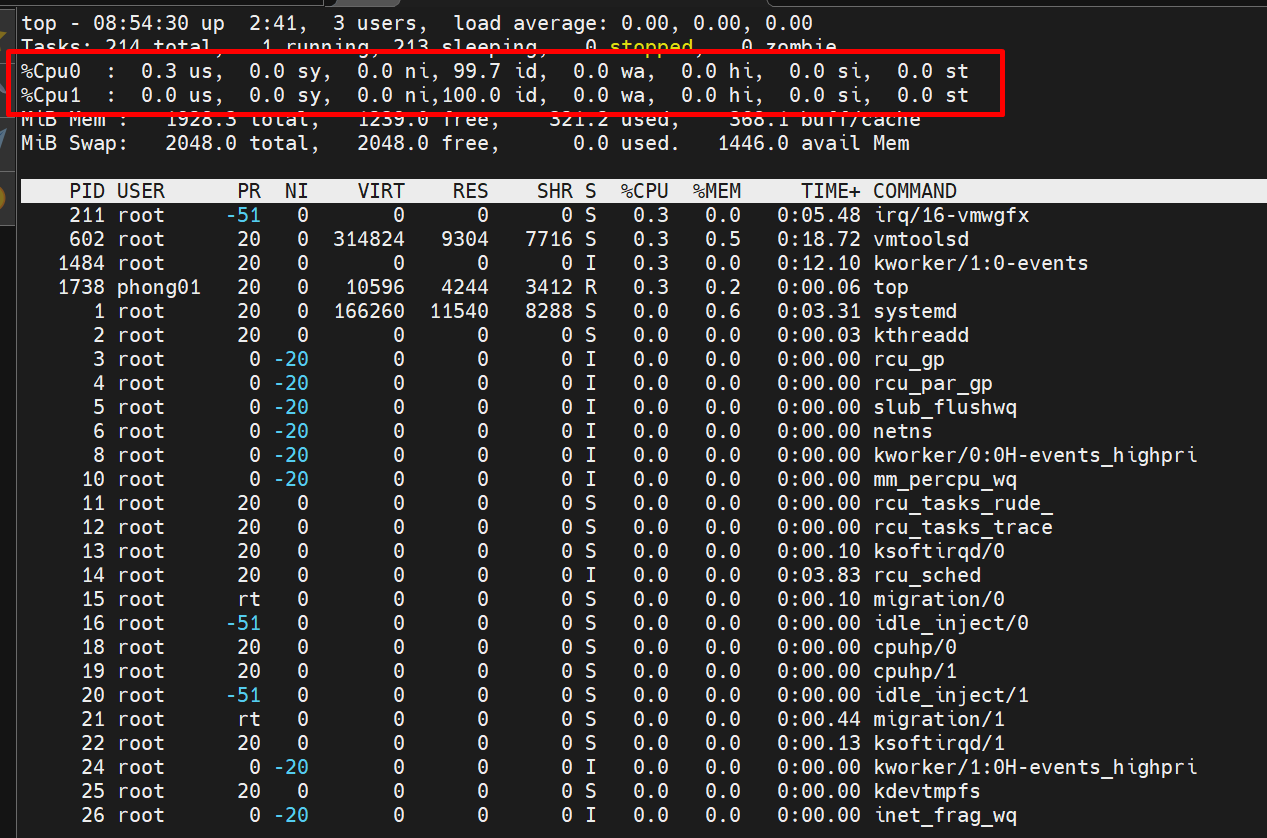 top - 08:54:30 up  2:41,  3 users,  load average: 0.00, 0.00, 0.00
Tasks: 214 total,   1 running, 213 sleeping,   0 stopped,   0 zombie
%Cpu0  :  0.3 us,  0.0 sy,  0.0 ni, 99.7 id,  0.0 wa,  0.0 hi,  0.0 si,  0.0 st
%Cpu1  :  0.0 us,  0.0 sy,  0.0 ni,100.0 id,  0.0 wa,  0.0 hi,  0.0 si,  0.0 st
MiB Mem :   1928.3 total,   1239.0 free,    321.2 used,    368.1 buff/cache
MiB Swap:   2048.0 total,   2048.0 free,      0.0 used.   1446.0 avail Mem
PID USER      PR  NI    VIRT    RES    SHR S  %CPU  %MEM     TIME+ COMMAND
211 root     -51   0       0      0      0 S   0.3   0.0   0:05.48 irq/16-vmwgfx
602 root      20   0  314824   9304   7716 S   0.3   0.5   0:18.72 vmtoolsd
1484 root      20   0       0      0      0 I   0.3   0.0   0:12.10 kworker/1:0-events
1738 phong01   20   0   10596   4244   3412 R   0.3   0.2   0:00.06 top
1 root      20   0  166260  11540   8288 S   0.0   0.6   0:03.31 systemd
2 root      20   0       0      0      0 S   0.0   0.0   0:00.03 kthreadd
3 root       0 -20       0      0      0 I   0.0   0.0   0:00.00 rcu_gp
4 root       0 -20       0      0      0 I   0.0   0.0   0:00.00 rcu_par_gp
5 root       0 -20       0      0      0 I   0.0   0.0   0:00.00 slub_flushwq
6 root       0 -20       0      0      0 I   0.0   0.0   0:00.00 netns
8 root       0 -20       0      0      0 I   0.0   0.0   0:00.00 kworker/0:0H-events_highpri
10 root       0 -20       0      0      0 I   0.0   0.0   0:00.00 mm_percpu_wq
11 root      20   0       0      0      0 S   0.0   0.0   0:00.00 rcu_tasks_rude_
12 root      20   0       0      0      0 S   0.0   0.0   0:00.00 rcu_tasks_trace
13 root      20   0       0      0      0 S   0.0   0.0   0:00.10 ksoftirqd/0
14 root      20   0       0      0      0 I   0.0   0.0   0:03.83 rcu_sched
15 root      rt   0       0      0      0 S   0.0   0.0   0:00.10 migration/0
16 root     -51   0       0      0      0 S   0.0   0.0   0:00.00 idle_inject/0
18 root      20   0       0      0      0 S   0.0   0.0   0:00.00 cpuhp/0
19 root      20   0       0      0      0 S   0.0   0.0   0:00.00 cpuhp/1
20 root     -51   0       0      0      0 S   0.0   0.0   0:00.00 idle_inject/1
21 root      rt   0       0      0      0 S   0.0   0.0   0:00.44 migration/1
22 root      20   0       0      0      0 S   0.0   0.0   0:00.13 ksoftirqd/1
24 root       0 -20       0      0      0 I   0.0   0.0   0:00.00 kworker/1:0H-events_highpri
25 root      20   0       0      0      0 S   0.0   0.0   0:00.00 kdevtmpfs
26 root       0 -20       0      0      0 I   0.0   0.0   0:00.00 inet_frag_wq